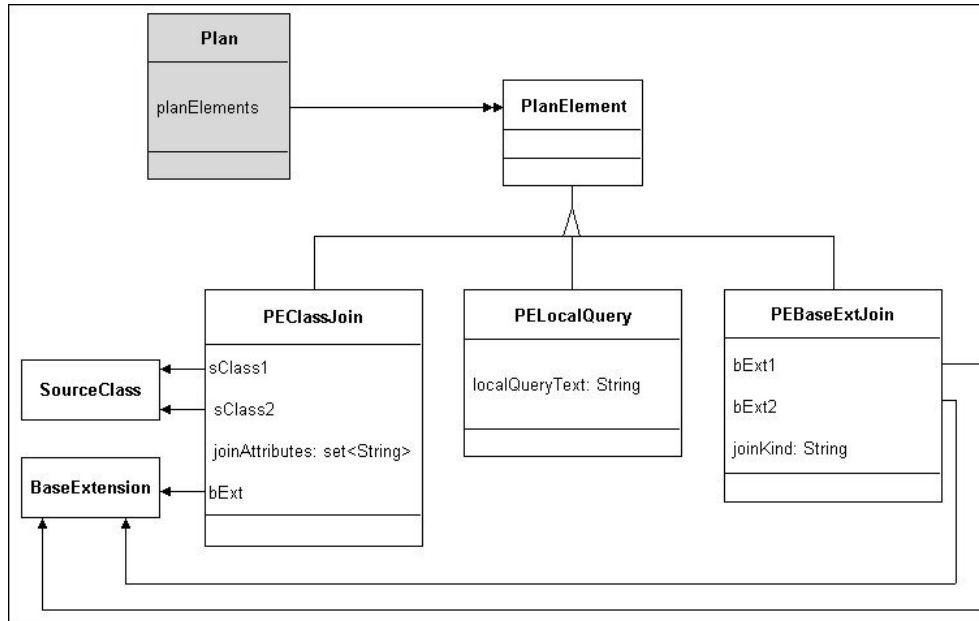 Plan
planElements
PlanElement
PEClassJoin
sClass1
sClass2
joinAttributes: set<String>
bExt
PELocalQuery
localQueryText: String
PEBaseExtJoin
bExt1
bExt2
joinKind: String
SourceClass
BaseExtension